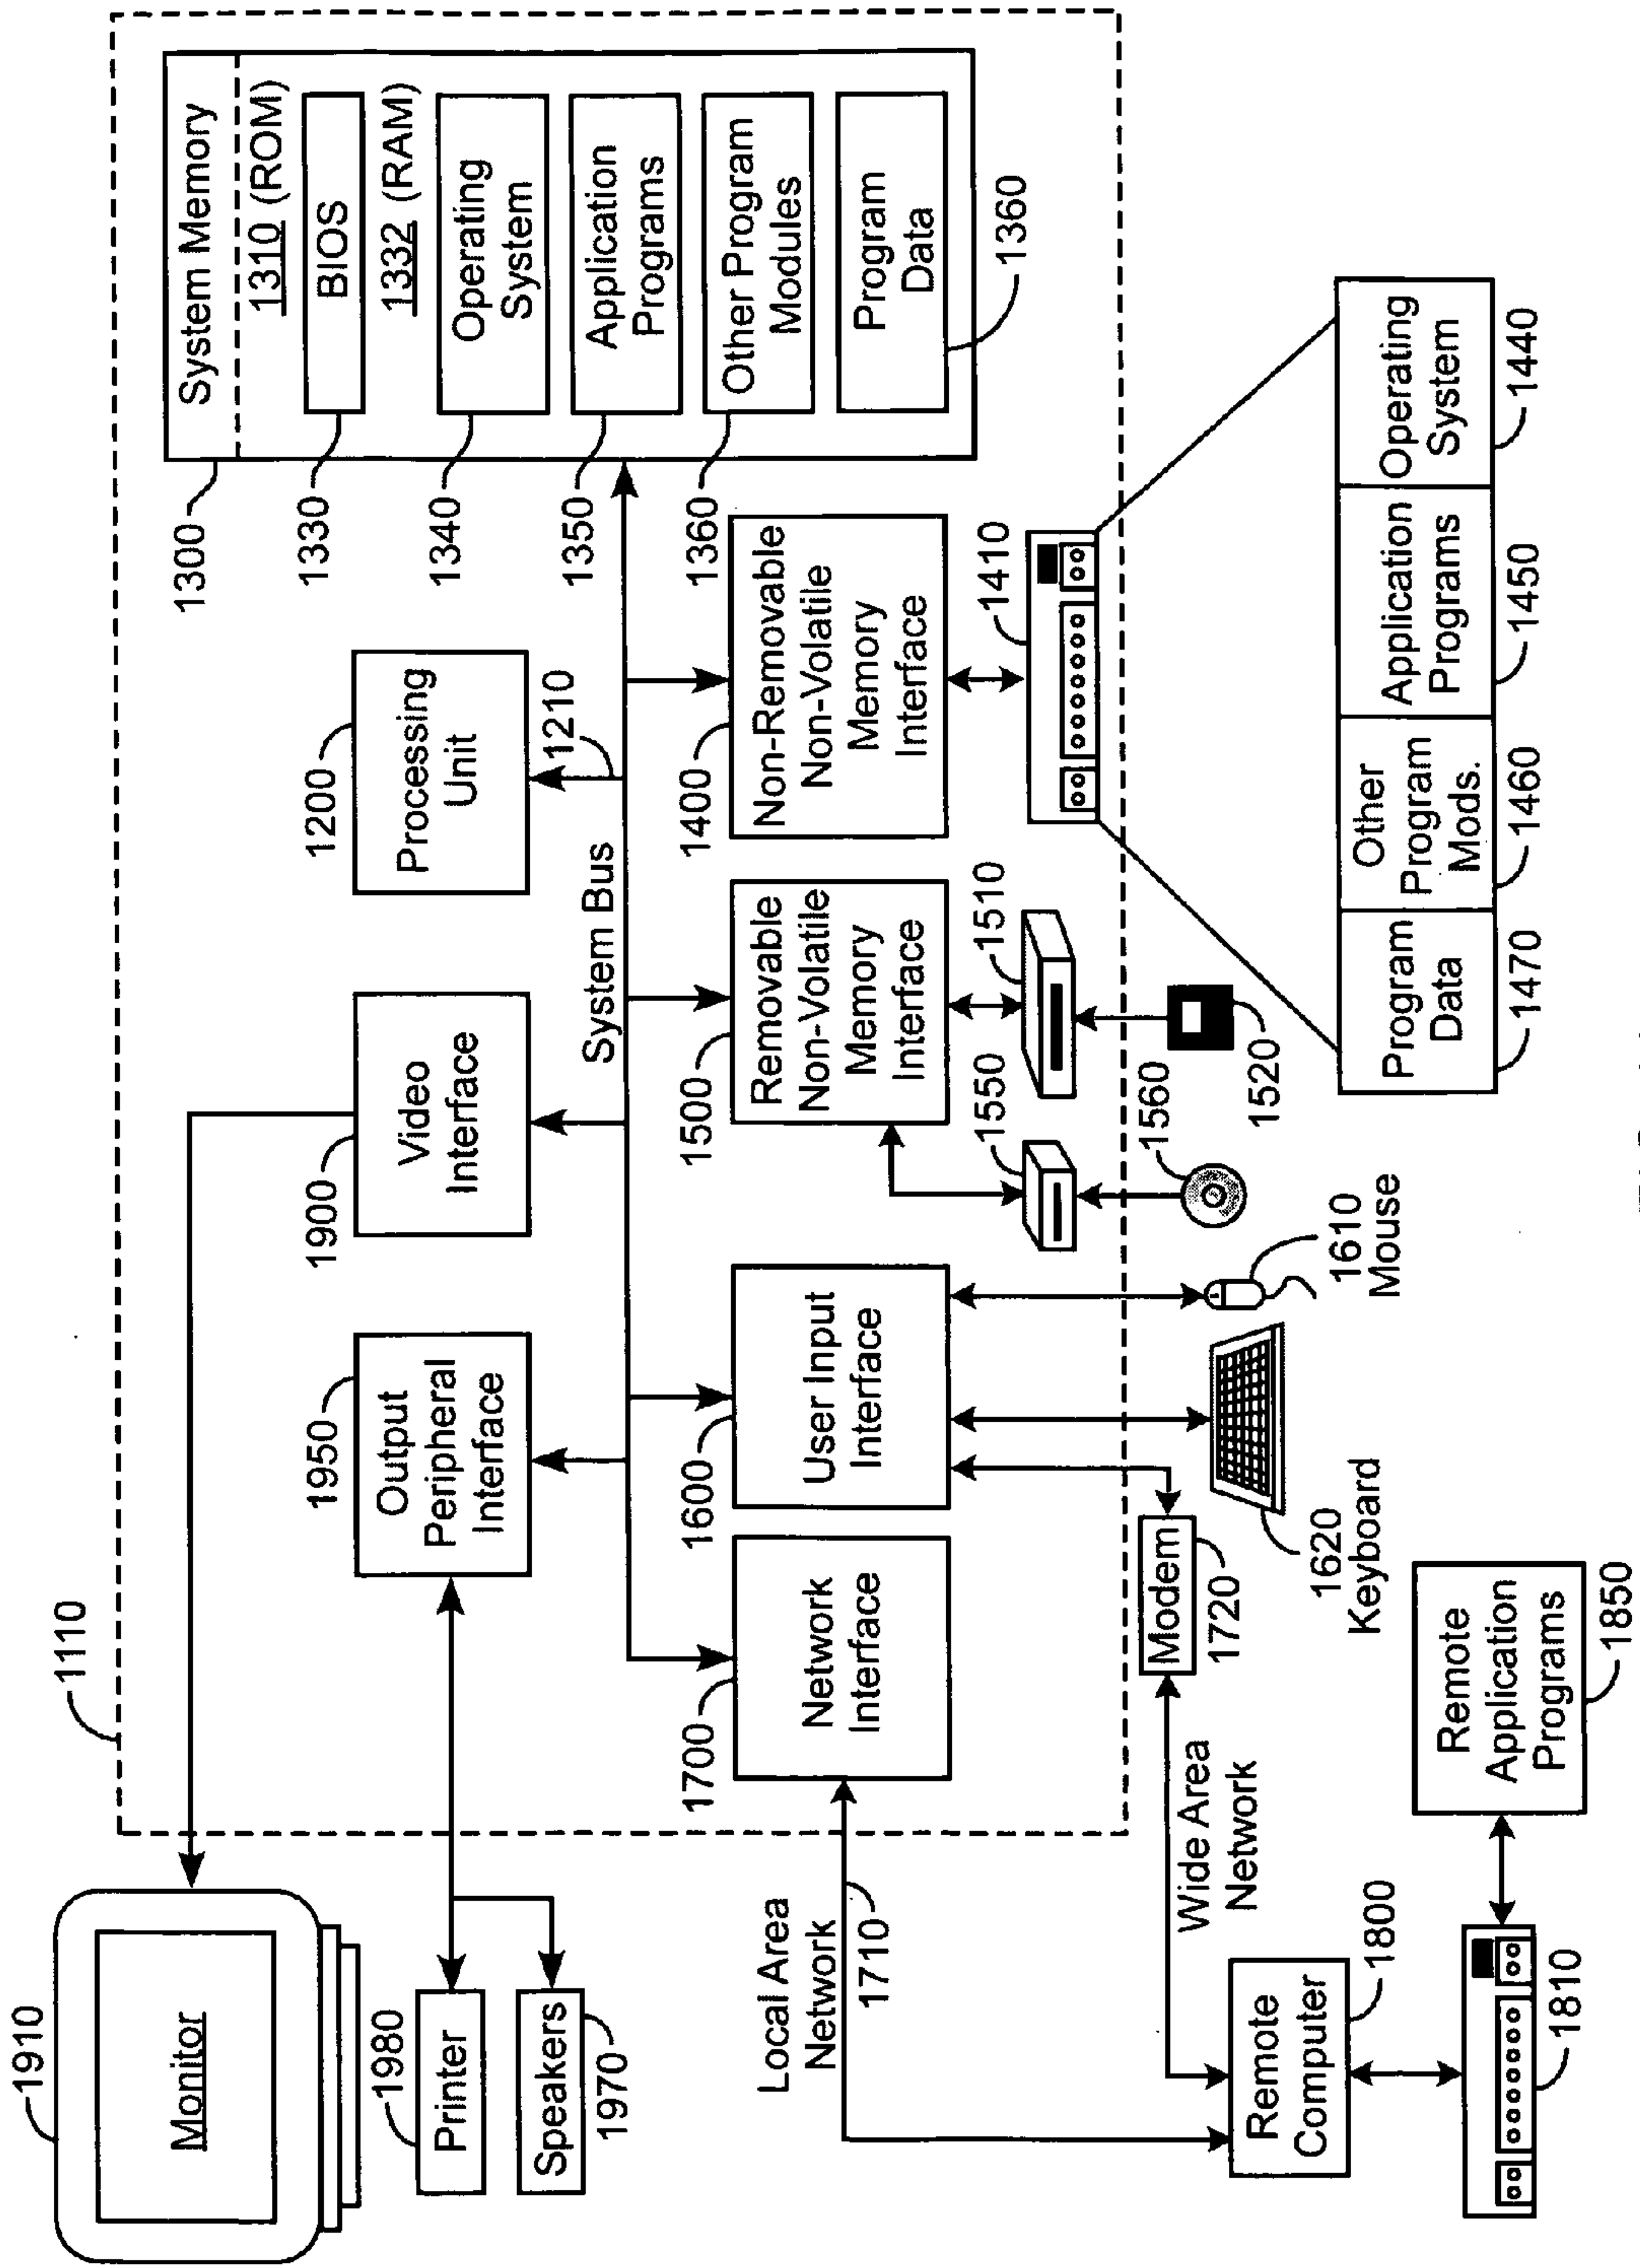 1910
Monitor
1980
Printer
Speakers
1970
1110
1950
Output
Peripheral
Interface
1900
Video
Interface
1200
Processing
Unit
1210
System Bus
1300
System Memory
1310 (ROM)
1330
BIOS
1332 (RAM)
1340
Operating
System
1350
Application
Programs
1360
Other Program
Modules
Program
Data
1360
1700
Network
Interface
1600
User Input
Interface
1500
Removable
Non-Volatile
Memory
Interface
1400
Non-Removable
Non-Volatile
Memory
Interface
Local Area
Network
1710
Wide Area
Network
Modem
1720
1550
1510
1410
1560
1520
1610
Mouse
1620
Keyboard
Remote
Computer
1800
1810
Remote
Application
Programs
1850
Program
Data
1470
Other
Program
Mods.
1460
Application
Programs
1450
Operating
System
1440